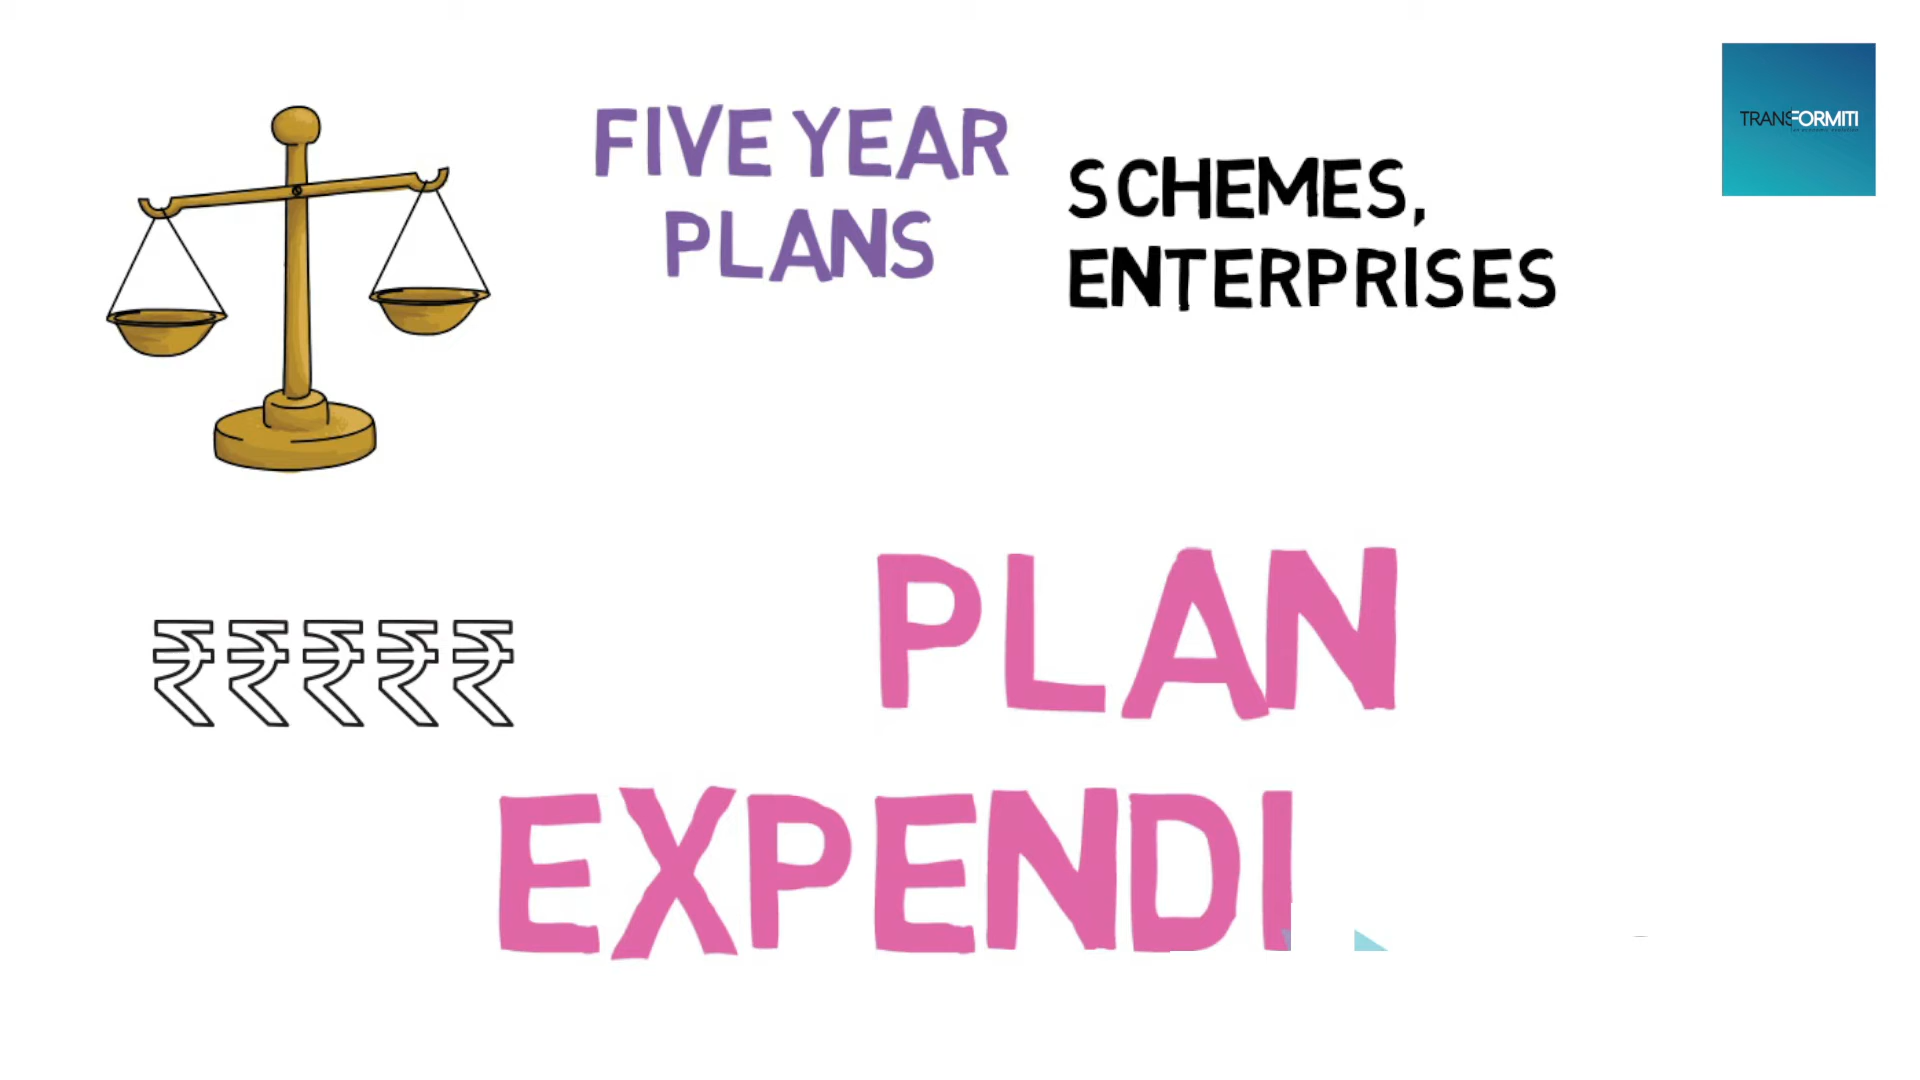 FIVE YEAR
PLANS
SCHEMES,
ENTERPRISES
TRANSFORMITI
₹₹₹₹₹
PLAN
EXPENDI